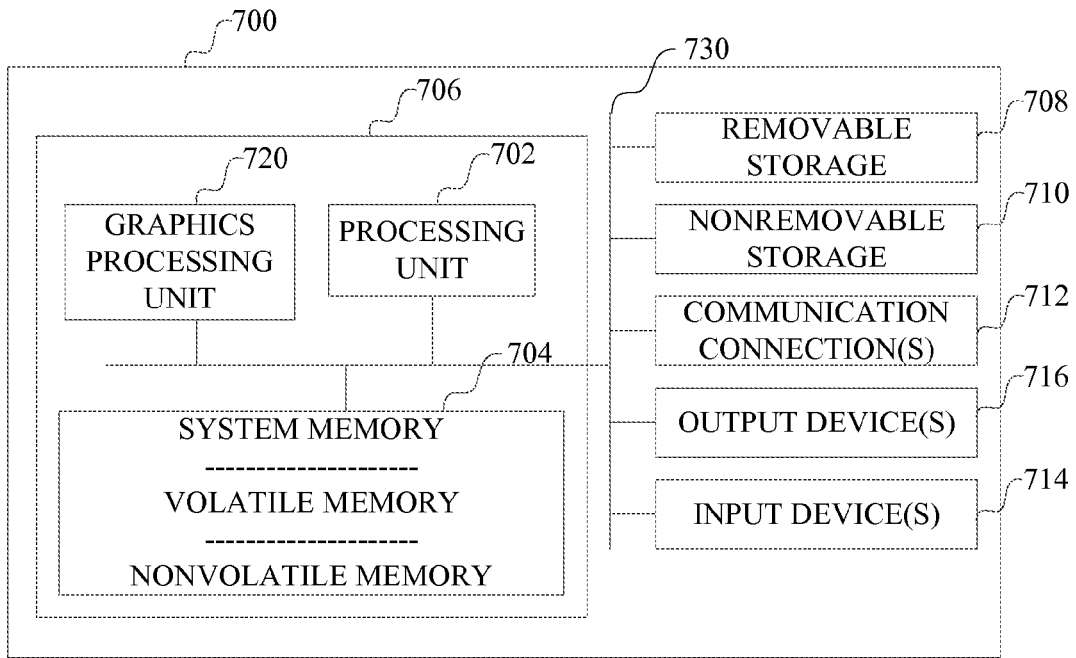 700
730
706
708
REMOVABLE
STORAGE
720
702
GRAPHICS
PROCESSING
UNIT
PROCESSING
UNIT
710
NONREMOVABLE
STORAGE
712
COMMUNICATION
CONNECTION(S)
704
SYSTEM MEMORY
--------------------
VOLATILE MEMORY
--------------------
NONVOLATILE MEMORY
716
OUTPUT DEVICE(S)
714
INPUT DEVICE(S)